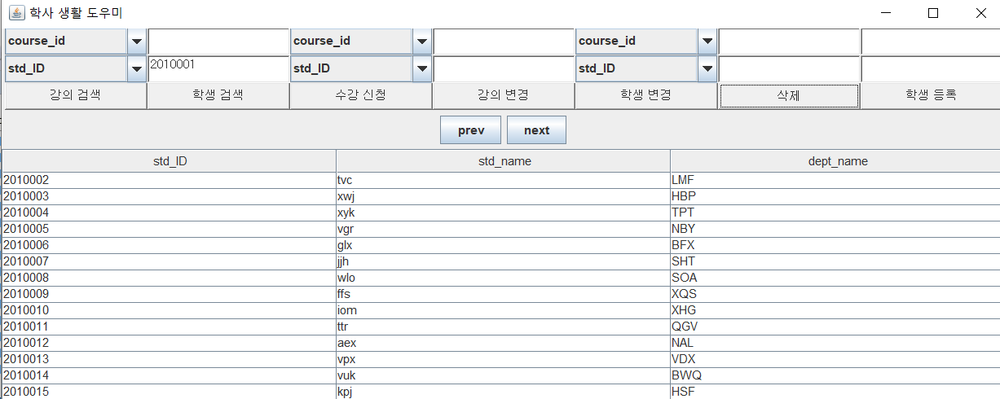 학사 생활 도우미
course_id course_id course_id
std_ID 2010001 std_ID std_ID
강의 검색 학생 검색 수강 신청 강의 변경 학생 변경 삭제 학생 등록
prev next
std_ID std_name dept_name
2010002 tvc LMF
2010003 xwj HBP
2010004 xyk TPT
2010005 vgr NBY
2010006 glx BFX
2010007 jjh SHT
2010008 wlo SOA
2010009 ffs XQS
2010010 iom XHG
2010011 ttr QGV
2010012 aex NAL
2010013 vpx VDX
2010014 vuk BWQ
2010015 kpj HSF